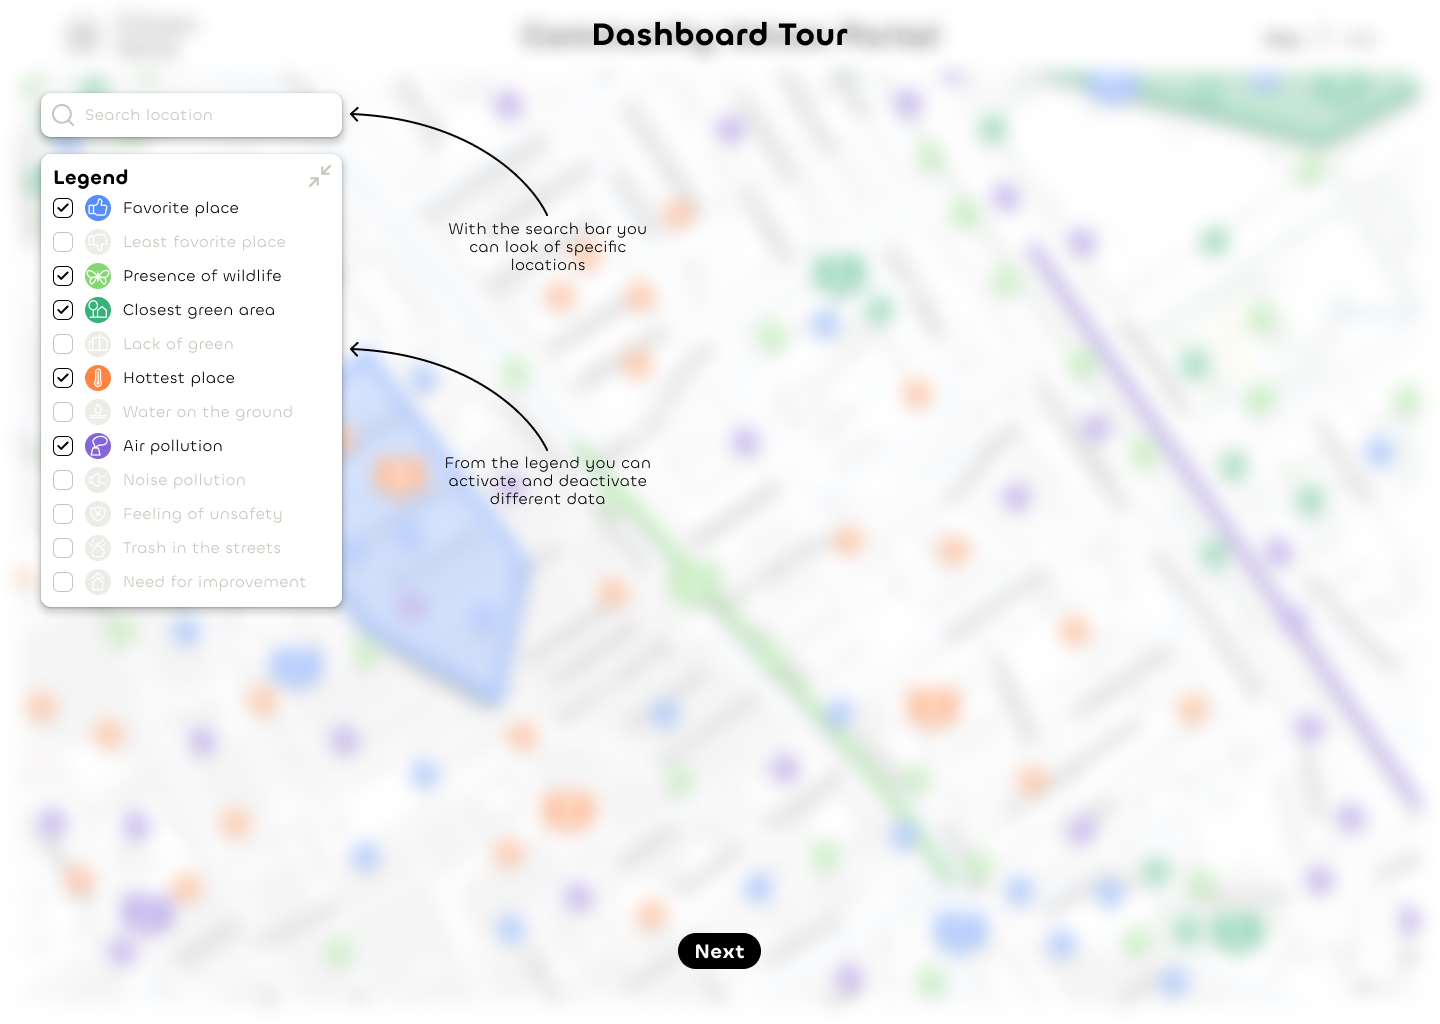 Dashboard Tour
Search location
Legend
Favorite place
Least favorite place
Presence of wildlife
Closest green area
Lack of green
Hottest place
Water on the ground
Air pollution
Noise pollution
Feeling of unsafety
Trash in the streets
Need for improvement
With the search bar you
can look of specific
locations
From the legend you can
activate and deactivate
different data
Next